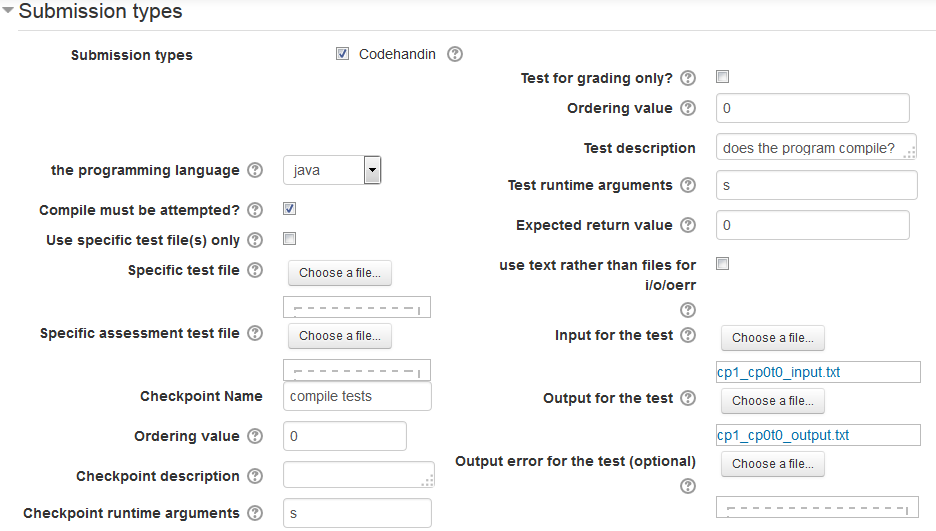 Submission types
Submission types
Codehandin
the programming language
java
Compile must be attempted?
Use specific test file(s) only
Specific test file
Choose a file...
Specific assessment test file
Choose a file...
Checkpoint Name
compile tests
Ordering value
0
Checkpoint description
Checkpoint runtime arguments
s
Test for grading only?
Ordering value
0
Test description
does the program compile?
Test runtime arguments
s
Expected return value
0
use text rather than files for
i/o/oerr
Input for the test
Choose a file...
cp1_cp0t0_input.txt
Output for the test
Choose a file...
cp1_cp0t0_output.txt
Output error for the test (optional)
Choose a file...